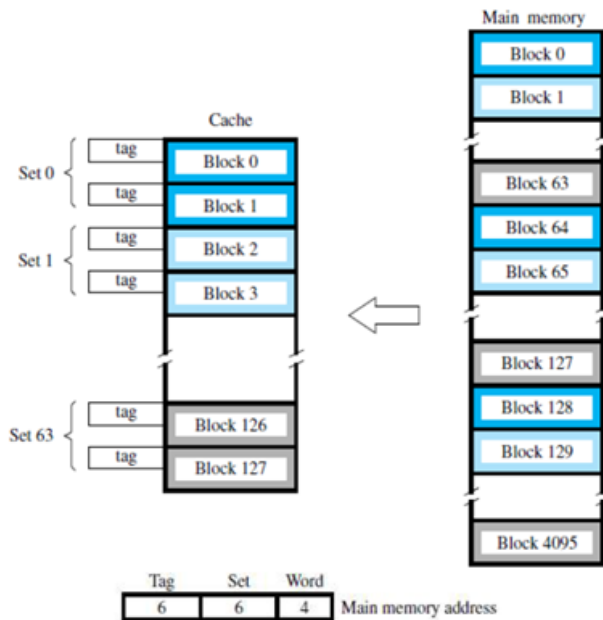 Main memory
Block 0
Block 1
Cache
tag
Block 0
Set 0
tag
Block 1
tag
Block 2
Set 1
tag
Block 3
tag
Block 126
Set 63
tag
Block 127
Block 63
Block 64
Block 65
Block 127
Block 128
Block 129
Block 4095
Tag Set Word
6 6 4 Main memory address